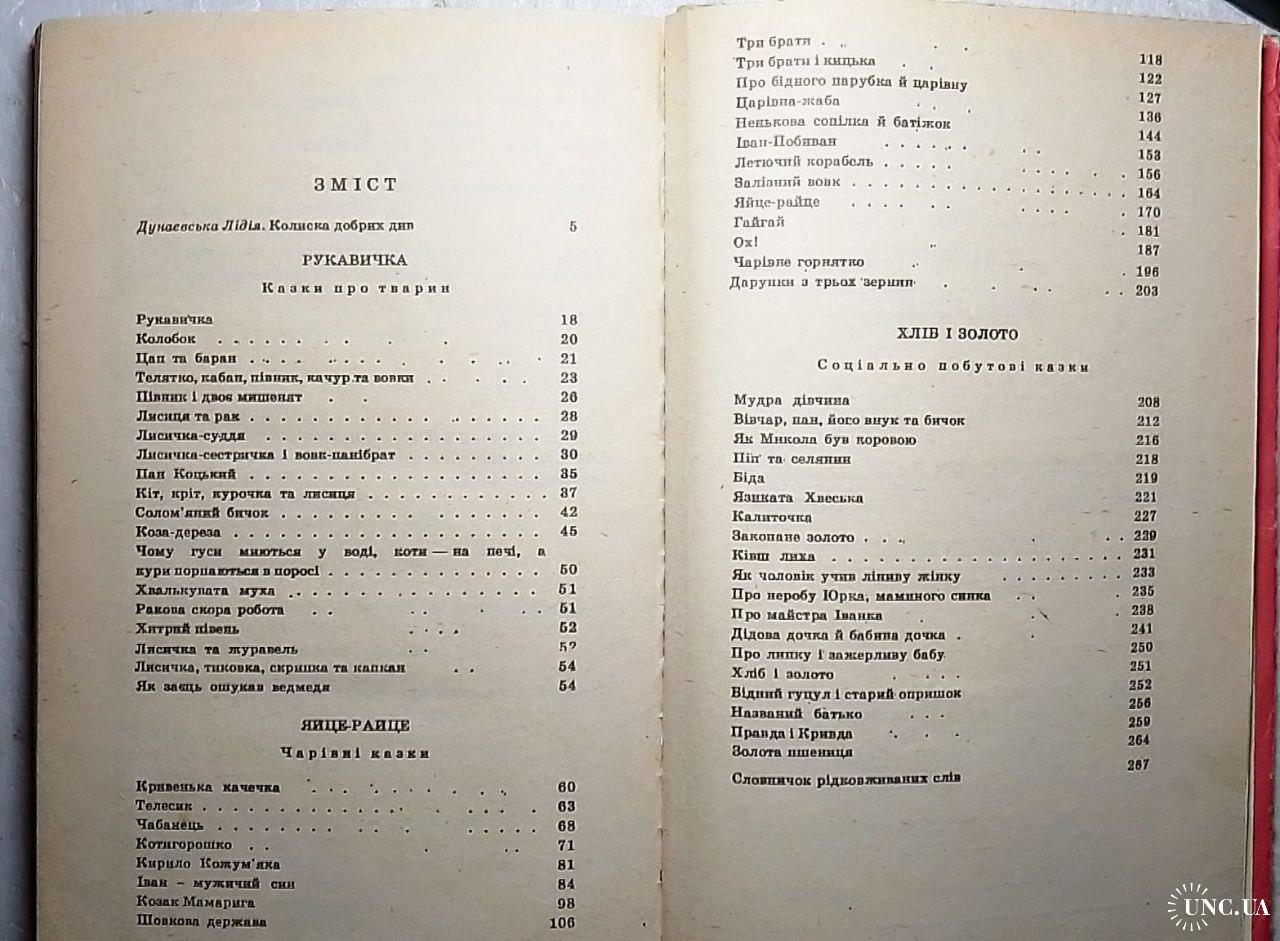 ЗМІСТ
Дунаєвська Лідія. Колиска добрих див 5
РУКАВИЧКА
Казки про тварин
Рукавичка 18
Колобок 20
Цап та баран 21
Телятко, кабан, півник, качур та вовки 23
Півник і двоє мишенят 26
Лисиця та рак 28
Лисичка-суддя 29
Лисичка-сестричка і вовк-панібрат 30
Пан Коцький 35
Кіт, кріт, курочка та лисиця 37
Солом'яний бичок 42
Коза-дереза 45
Чому гуси миються у воді, коти — на печі, а
кури порпаються в поросі 50
Хвалькувата муха 51
Ракова скора робота 51
Хитрий півень 52
Лисичка та журавель
Лисичка, тиковка, скрипка та капкан 54
Як заєць ошукав ведмедя 54
ЯЙЦЕ-РАЙЦЕ
Чарівні казки
Кривенька качечка 60
Телесик 63
Чабанець 68
Котигорошко 71
Кирило Кожум'яка 81
Іван – мужичий син 84
Козак Мамарига 98
Шовкова держава 106
Три брати 118
Три брати і кицька 122
Про бідного парубка й царівну 127
Царівна-жаба 136
Ненькова сопілка й батіжок 144
Іван-Побиван 153
Летючий корабель 156
Залізний вовк 164
Яйце-райце 170
Гайгай 181
Ох! 187
Чарівне горнятко 196
Дарунки з трьох зернин 203
ХЛІБ І ЗОЛОТО
Соціально побутові казки
Мудра дівчина 208
Вівчар, пан, його внук та бичок 212
Як Микола був коровою 216
Піп та селянин 218
Біда 219
Язиката Хвеська 221
Калиточка 227
Закопане золото 229
Ківш лиха 231
Як чоловік учив ліниву жінку 233
Про неробу Юрка, маминого синка 235
Про майстра Іванка 238
Дідова дочка й бабина дочка 241
Про липку і зажерливу бабу 250
Хліб і золото 251
Бідний гуцул і старий опришок 252
Названий батько 256
Правда і Кривда 259
Золота пшениця 264
Словничок рідковживаних слів 267
UNC.UA